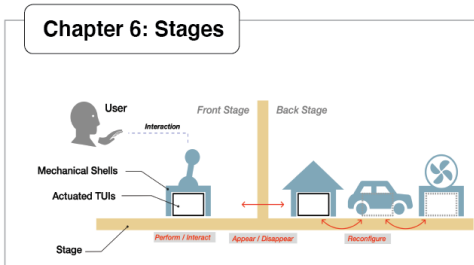 Chapter 6: Stages
User
Front Stage
Back Stage
Interaction
Mechanical Shells
Actuated TUIs
Stage
Perform / Interact
Appear / Disappear
Reconfigure